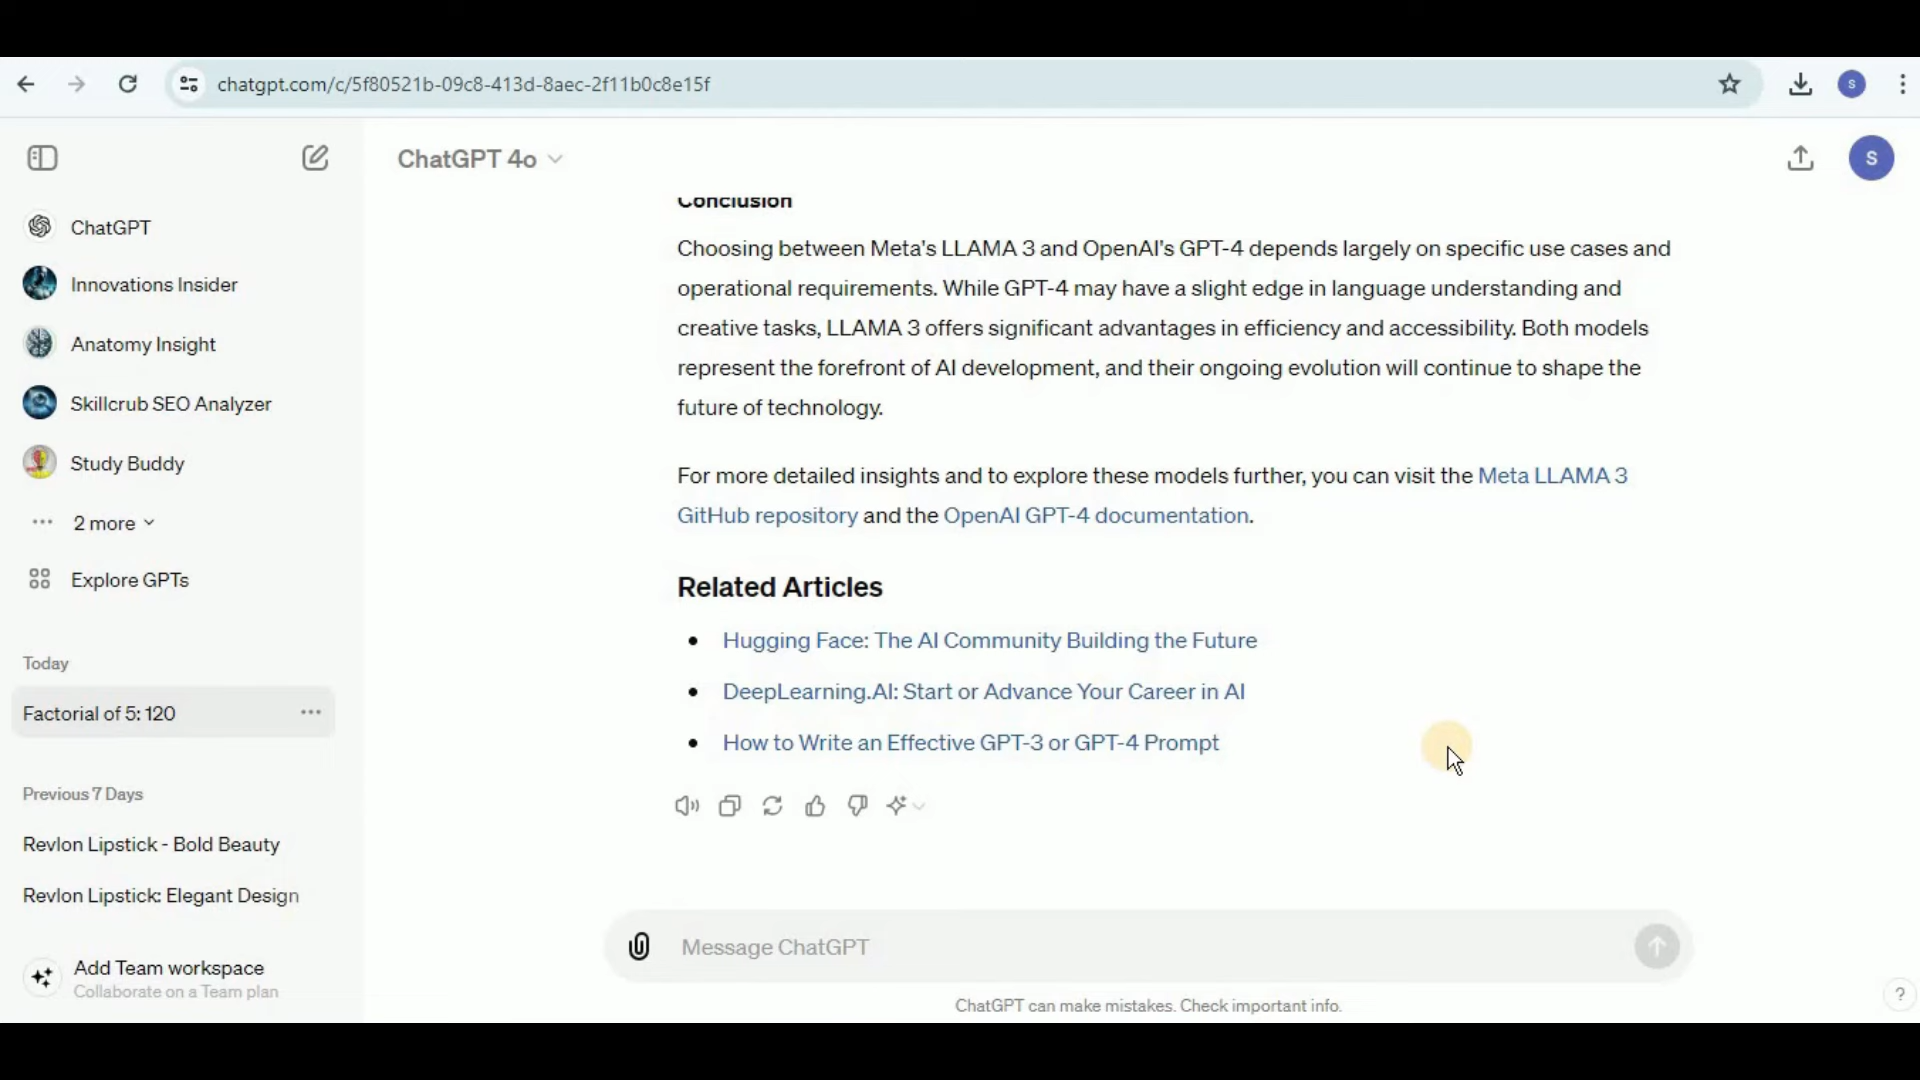 chatgpt.com/c/5f80521b-09c8-413d-8aec-2f11b0c8e15f
S
ChatGPT 4o
S
ChatGPT
Innovations Insider
Anatomy Insight
Skillcrub SEO Analyzer
Study Buddy
2 more
Explore GPTs
Today
Factorial of 5: 120
Previous 7 Days
Revlon Lipstick - Bold Beauty
Revlon Lipstick: Elegant Design
Add Team workspace
Collaborate on a Team plan
Conclusion
Choosing between Meta's LLAMA 3 and OpenAI's GPT-4 depends largely on specific use cases and
operational requirements. While GPT-4 may have a slight edge in language understanding and
creative tasks, LLAMA 3 offers significant advantages in efficiency and accessibility. Both models
represent the forefront of AI development, and their ongoing evolution will continue to shape the
future of technology.
For more detailed insights and to explore these models further, you can visit the Meta LLAMA 3
GitHub repository and the OpenAI GPT-4 documentation.
Related Articles
• Hugging Face: The AI Community Building the Future
• DeepLearning.AI: Start or Advance Your Career in AI
• How to Write an Effective GPT-3 or GPT-4 Prompt
Message ChatGPT
ChatGPT can make mistakes. Check important info.
?